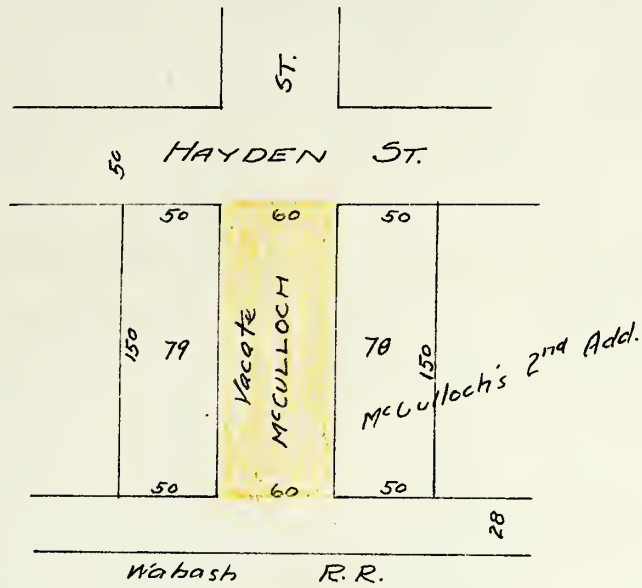 ST.
HAYDEN ST.
50
50 60 50
Vacate
McCULLOCH
150
79
78
150
McCulloch's 2nd Add.
50 60 50
28
Wabash R.R.